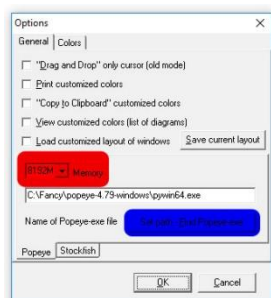 Options
General Colors
"Drag and Drop" only cursor (old mode)
Print customized colors
"Copy to Clipboard" customized colors
View customized colors (list of diagrams)
Load customized layout of windows Save current layout
8192M Memory
C:\Fancy\popeye-4.79-windows\pywin64.exe
Name of Popeye-exe file
Popeye Stockfish
OK Cancel